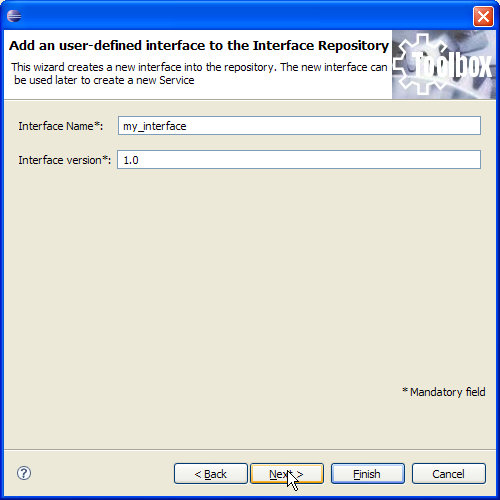 Add an user-defined interface to the Interface Repository
This wizard creates a new interface into the repository. The new interface can
be used later to create a new Service
Toolbox
Interface Name*: my_interface
Interface version*: 1.0
* Mandatory field
? < Back Next > Finish Cancel